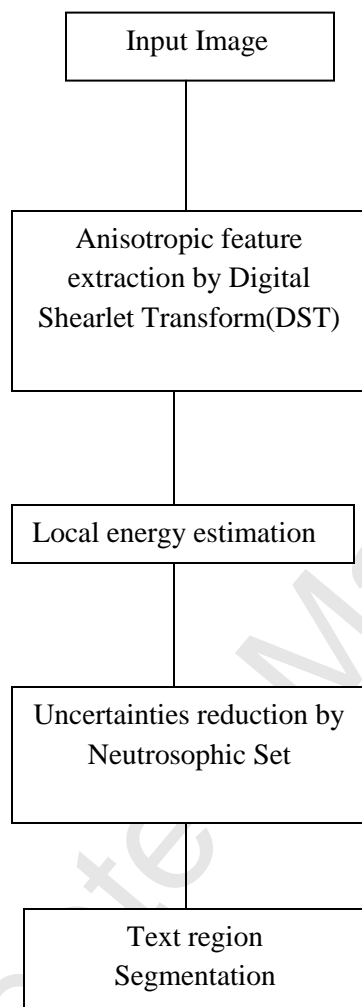 Input Image
Anisotropic feature
extraction by Digital
Shearlet Transform(DST)
Local energy estimation
Uncertainties reduction by
Neutrosophic Set
Text region
Segmentation